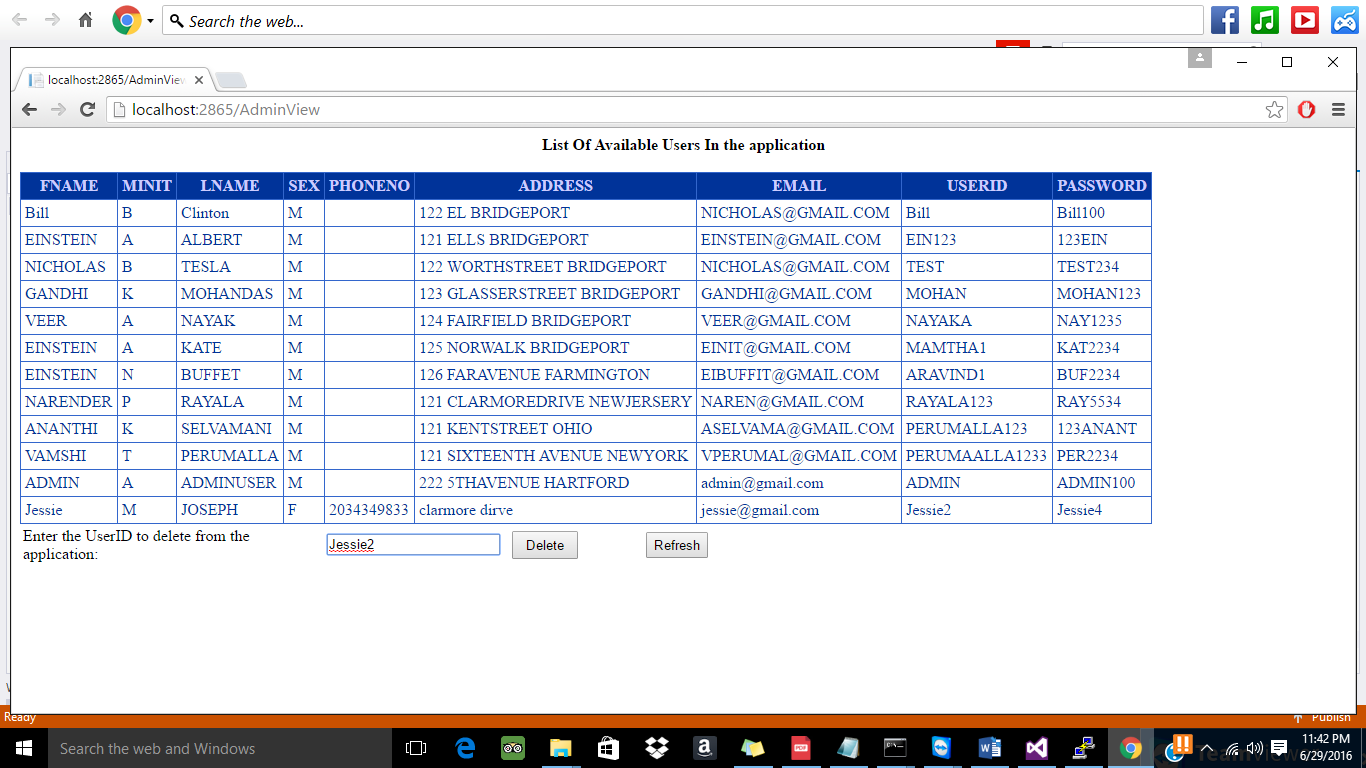 Search the web...
localhost:2865/AdminView
localhost:2865/AdminView
List Of Available Users In the application
FNAME MINIT LNAME SEX PHONENO ADDRESS EMAIL USERID PASSWORD
Bill B Clinton M 122 EL BRIDGEPORT NICHOLAS@GMAIL.COM Bill Bill100
EINSTEIN A ALBERT M 121 ELLS BRIDGEPORT EINSTEIN@GMAIL.COM EIN123 123EIN
NICHOLAS B TESLA M 122 WORTHSTREET BRIDGEPORT NICHOLAS@GMAIL.COM TEST TEST234
GANDHI K MOHANDAS M 123 GLASSERSTREET BRIDGEPORT GANDHI@GMAIL.COM MOHAN MOHAN123
VEER A NAYAK M 124 FAIRFIELD BRIDGEPORT VEER@GMAIL.COM NAYAKA NAY1235
EINSTEIN A KATE M 125 NORWALK BRIDGEPORT EINIT@GMAIL.COM MAMTHA1 KAT2234
EINSTEIN N BUFFET M 126 FARAVENUE FARMINGTON EIBUFFIT@GMAIL.COM ARAVIND1 BUF2234
NARENDER P RAYALA M 121 CLARMOREDRIVE NEWJERSERY NAREN@GMAIL.COM RAYALA123 RAY5534
ANANTHI K SELVAMANI M 121 KENTSTREET OHIO ASELVAMA@GMAIL.COM PERUMALLA123 123ANANT
VAMSHI T PERUMALLA M 121 SIXTEENTH AVENUE NEWYORK VPERUMAL@GMAIL.COM PERUMAALLA1233 PER2234
ADMIN A ADMINUSER M 222 5THAVENUE HARTFORD admin@gmail.com ADMIN ADMIN100
Jessie M JOSEPH F 2034349833 clarmore dirve jessie@gmail.com Jessie2 Jessie4
Enter the UserID to delete from the
application:
Jessie2 Delete Refresh
Ready Publish
Search the web and Windows
11:42 PM
6/29/2016